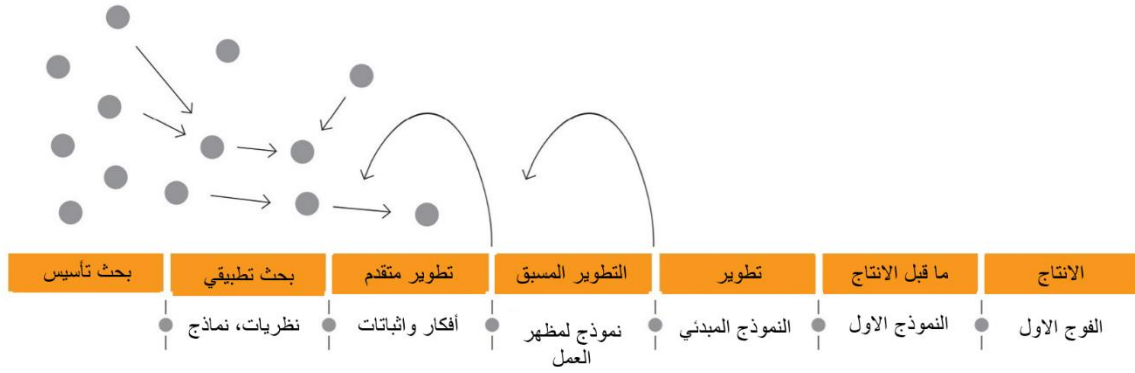 بحث تأسيس
بحث تطبيقي
تطوير متقدم
التطوير المسبق
تطوير
ما قبل الانتاج
الانتاج
نظريات، نماذج
أفكار واثباتات
نموذج لمظهر
العمل
النموذج المبدئي
النموذج الاول
الفوج الاول